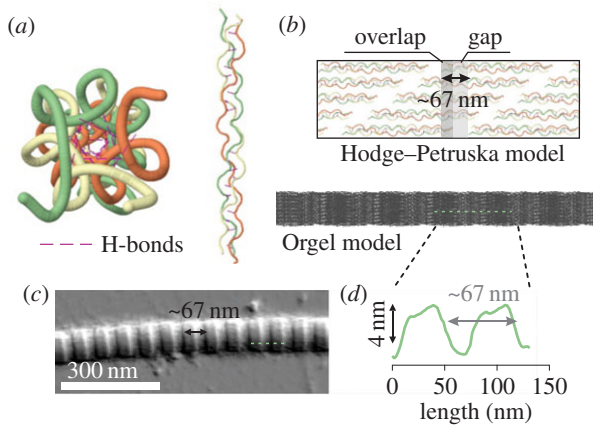 (a)
H-bonds
(b)
overlap gap
~67 nm
Hodge–Petruska model
Orgel model
(c)
~67 nm
300 nm
(d)
~67 nm
4 nm
0 50 100 150
length (nm)